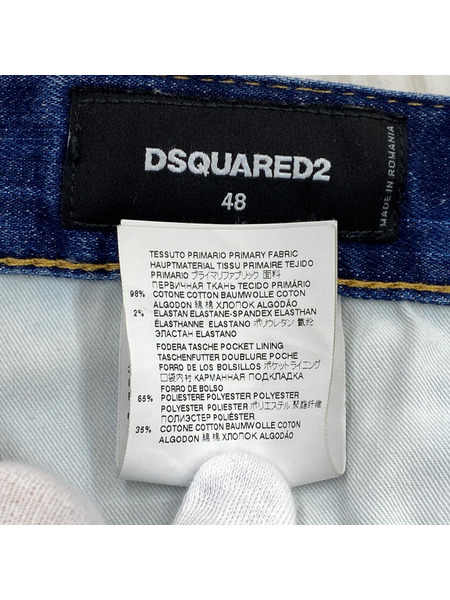 DSQUARED2
48
MADE IN ROMANIA
TESSUTO PRIMARIO PRIMARY FABRIC
HAUPTMATERIAL TISSU PRIMAIRE TEJIDO
PRIMARIO プライマリファブリック 面料
ПЕРВИЧНАЯ ТКАНЬ TECIDO PRIMÁRIO
98% COTONE COTTON BAUMWOLLE COTON
ALGODON 綿 棉 ХЛОПОК ALGODÃO
2% ELASTAN ELASTANE-SPANDEX ELASTHAN
ÉLASTHANNE ELASTANO ポリウレタン 氨纶
ЭЛАСТАН ELASTANO
FODERA TASCHE POCKET LINING
TASCHENFUTTER DOUBLURE POCHE
FORRO DE LOS BOLSILLOS ポケットライニング
口袋内衬 КАРМАННАЯ ПОДКЛАДКА
FORRO DE BOLSO
65% POLIESTERE POLYESTER POLYESTER
POLYESTER POLIESTER ポリエステル 聚酯纤维
ПОЛИЭСТЕР POLIÉSTER
35% COTONE COTTON BAUMWOLLE COTON
ALGODON 綿 棉 ХЛОПОК ALGODÃO